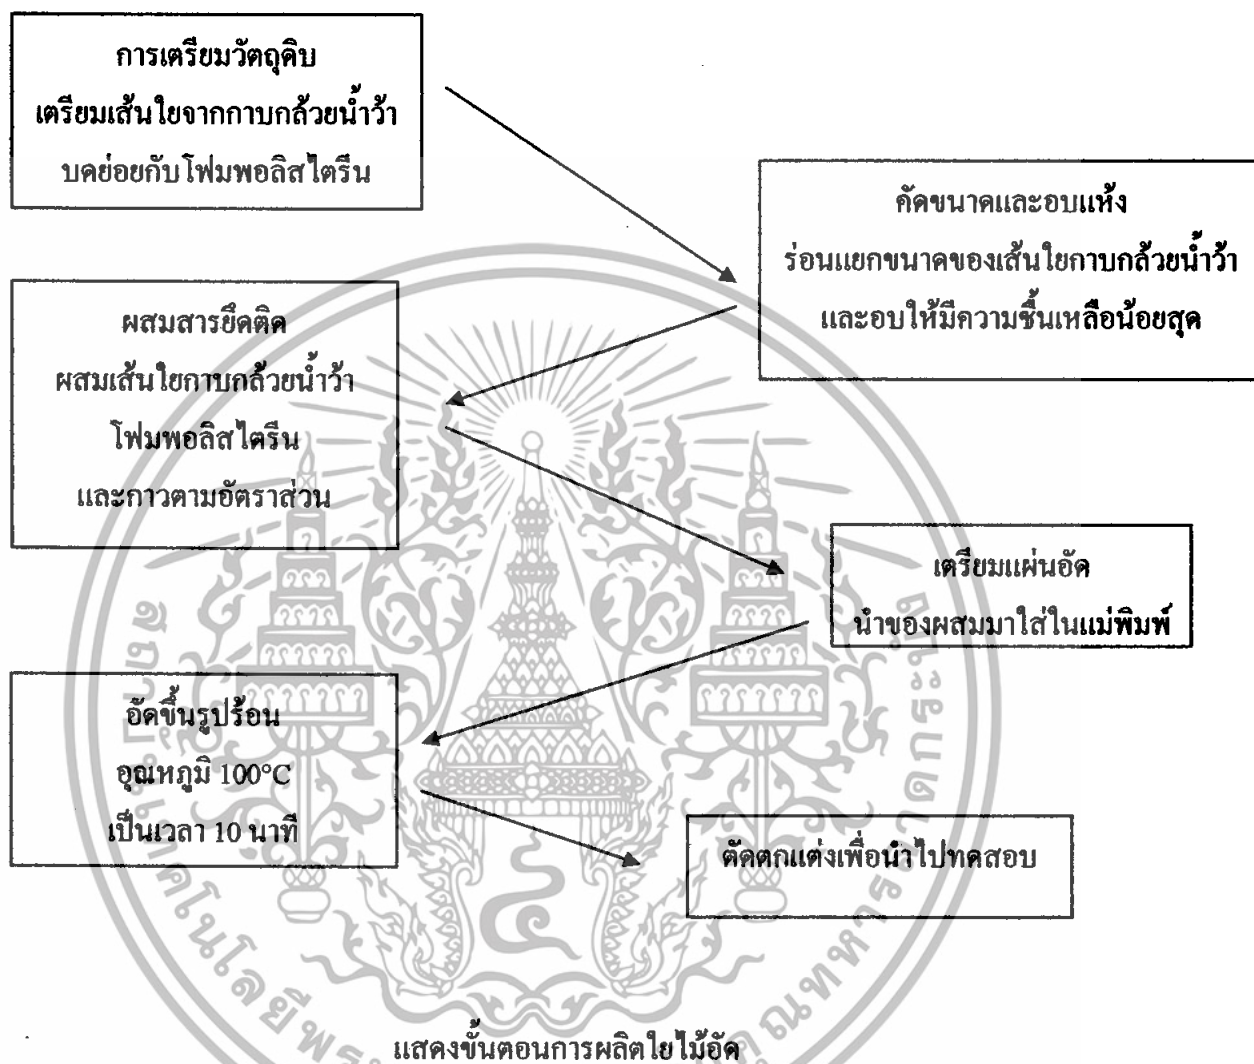 การเตรียมวัตถุดิบ
เตรียมเส้นใยจากกาบกล้วยน้ำว้า
บดย่อยกับโฟมพอลิสไตรีน
คัดขนาดและอบแห้ง
ร่อนแยกขนาดของเส้นใยกาบกล้วยน้ำว้า
และอบให้มีความชื้นเหลือน้อยสุด
ผสมสารยึดติด
ผสมเส้นใยกาบกล้วยน้ำว้า
โฟมพอลิสไตรีน
และกาวตามอัตราส่วน
เตรียมแผ่นอัด
นำของผสมมาใส่ในแม่พิมพ์
อัดขึ้นรูปร้อน
อุณหภูมิ 100°C
เป็นเวลา 10 นาที
ตัดตกแต่งเพื่อนำไปทดสอบ
แสดงขั้นตอนการผลิตใยไม้อัด